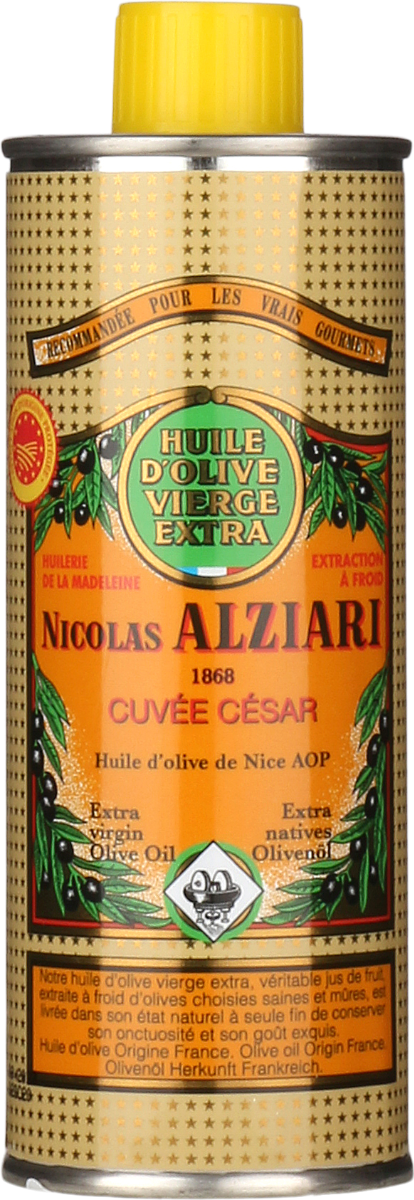 RECOMMANDÉE POUR LES VRAIS GOURMETS
HUILE
D'OLIVE
VIERGE
EXTRA
HUILERIE
DE LA MADELEINE
EXTRACTION
À FROID
NICOLAS ALZIARI
1868
CUVÉE CÉSAR
Huile d'olive de Nice AOP
Extra
virgin
Olive Oil
Extra
natives
Olivenöl
Notre huile d'olive vierge extra, véritable jus de fruit,
extraite à froid d'olives choisies saines et mûres, est
livrée dans son état naturel à seule fin de conserver
son onctuosité et son goût exquis.
Huile d'olive Origine France. Olive oil Origin France.
Olivenöl Herkunft Frankreich.